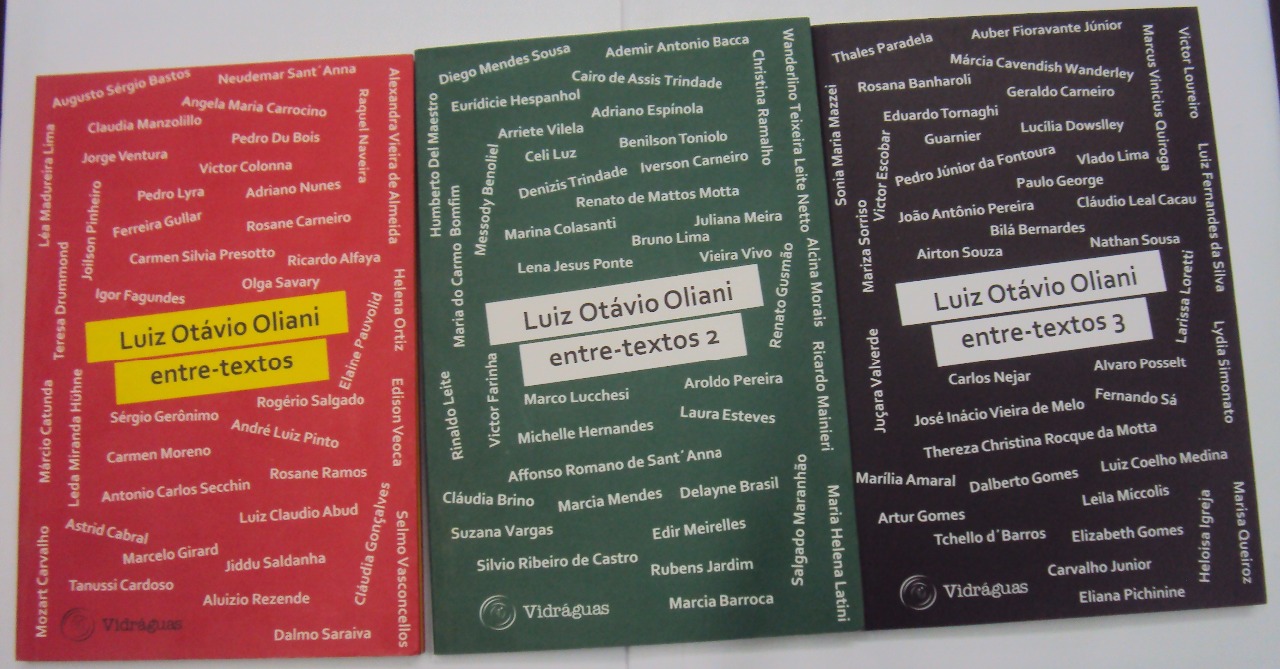 Augusto Sérgio Bastos
Neudemar Sant´Anna
Angela Maria Carrocino
Claudia Manzolillo
Pedro Du Bois
Jorge Ventura
Victor Colonna
Pedro Lyra
Adriano Nunes
Ferreira Gullar
Rosane Carneiro
Carmen Silvia Presotto
Ricardo Alfaya
Olga Savary
Igor Fagundes
Léa Madureira Lima
Joilson Pinheiro
Teresa Drummond
Raquel Naveira
Alexandra Vieira de Almeida
Helena Ortiz
Elaine Pauvolid
Luiz Otávio Oliani
entre-textos
Rogério Salgado
Sérgio Gerônimo
André Luiz Pinto
Carmen Moreno
Rosane Ramos
Antonio Carlos Secchin
Luiz Claudio Abud
Astrid Cabral
Marcelo Girard
Jiddu Saldanha
Tanussi Cardoso
Aluizio Rezende
Dalmo Saraiva
Márcio Catunda
Leda Miranda Hühne
Mozart Carvalho
Edison Veoca
Cláudia Gonçalves
Selmo Vasconcellos
Vidráguas
Diego Mendes Sousa
Ademir Antonio Bacca
Cairo de Assis Trindade
Euridicie Hespanhol
Adriano Espínola
Arriete Vilela
Benilson Toniolo
Celi Luz
Iverson Carneiro
Denizis Trindade
Renato de Mattos Motta
Juliana Meira
Marina Colasanti
Bruno Lima
Vieira Vivo
Lena Jesus Ponte
Humberto Del Maestro
Messody Benoliel
Maria do Carmo Bomfim
Christina Ramalho
Wanderlino Teixeira Leite Netto
Renato Gusmão
Alcina Morais
Luiz Otávio Oliani
entre-textos 2
Marco Lucchesi
Aroldo Pereira
Laura Esteves
Michelle Hernandes
Affonso Romano de Sant´Anna
Cláudia Brino
Marcia Mendes
Delayne Brasil
Suzana Vargas
Edir Meirelles
Silvio Ribeiro de Castro
Rubens Jardim
Marcia Barroca
Rinaldo Leite
Victor Farinha
Ricardo Mainieri
Salgado Maranhão
Maria Helena Latini
Vidráguas
Thales Paradela
Auber Fioravante Júnior
Márcia Cavendish Wanderley
Rosana Banharoli
Geraldo Carneiro
Eduardo Tornaghi
Lucília Dowslley
Guarnier
Vlado Lima
Pedro Júnior da Fontoura
Paulo George
Cláudio Leal Cacau
João Antônio Pereira
Bilá Bernardes
Nathan Sousa
Airton Souza
Sonia Maria Mazzei
Victor Escobar
Mariza Sorriso
Marcus Vinicius Quiroga
Victor Loureiro
Luiz Fernandes da Silva
Larissa Loretti
Luiz Otávio Oliani
entre-textos 3
Alvaro Posselt
Carlos Nejar
Fernando Sá
José Inácio Vieira de Melo
Thereza Christina Rocque da Motta
Luiz Coelho Medina
Marília Amaral
Dalberto Gomes
Leila Miccolis
Artur Gomes
Tchello d´Barros
Elizabeth Gomes
Carvalho Junior
Eliana Pichinine
Juçara Valverde
Lydia Simonato
Heloisa Igreja
Marisa Queiroz
Vidráguas